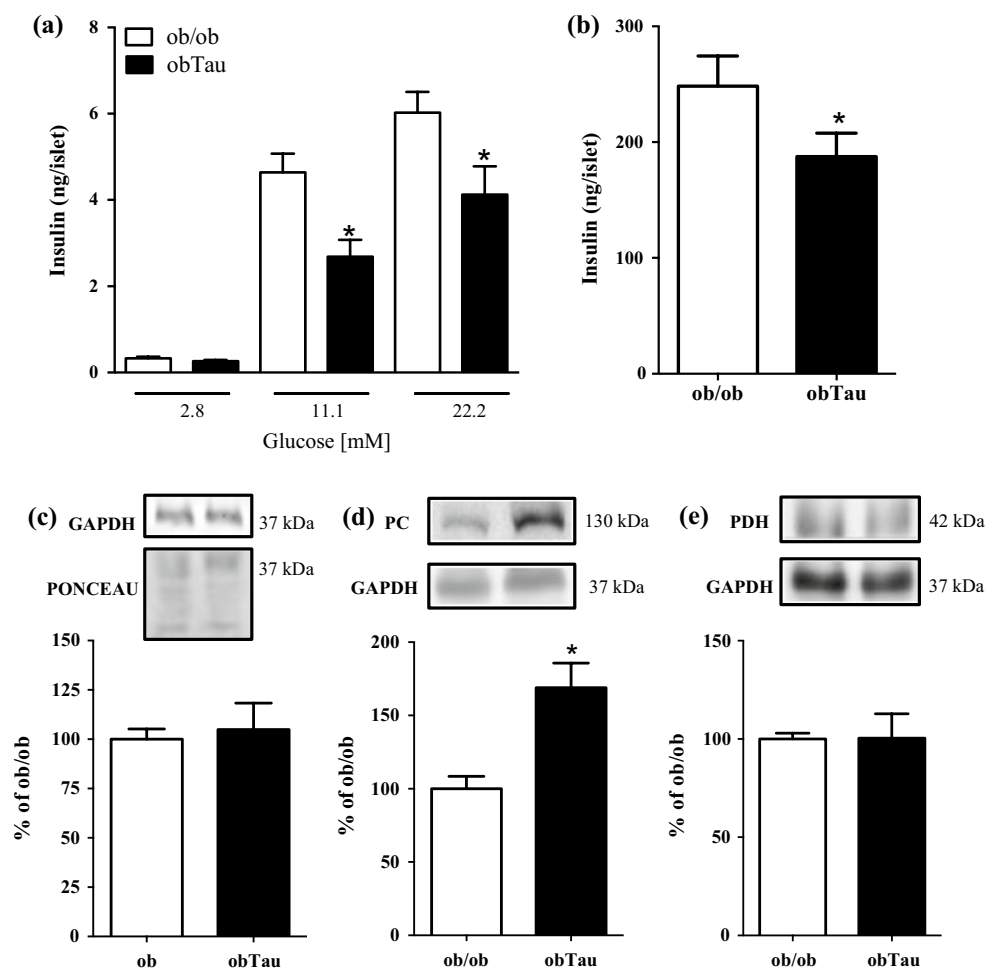 (a)
ob/ob
obTau
Insulin (ng/islet)
8
6
4
2
0
*
*
2.8
11.1
22.2
Glucose [mM]
(b)
Insulin (ng/islet)
300
200
100
0
*
ob/ob
obTau
(c)
GAPDH
37 kDa
PONCEAU
37 kDa
% of ob/ob
150
125
100
75
50
25
0
ob
obTau
(d)
PC
130 kDa
GAPDH
37 kDa
% of ob/ob
200
150
100
50
0
*
ob/ob
obTau
(e)
PDH
42 kDa
GAPDH
37 kDa
% of ob/ob
150
100
50
0
ob/ob
obTau